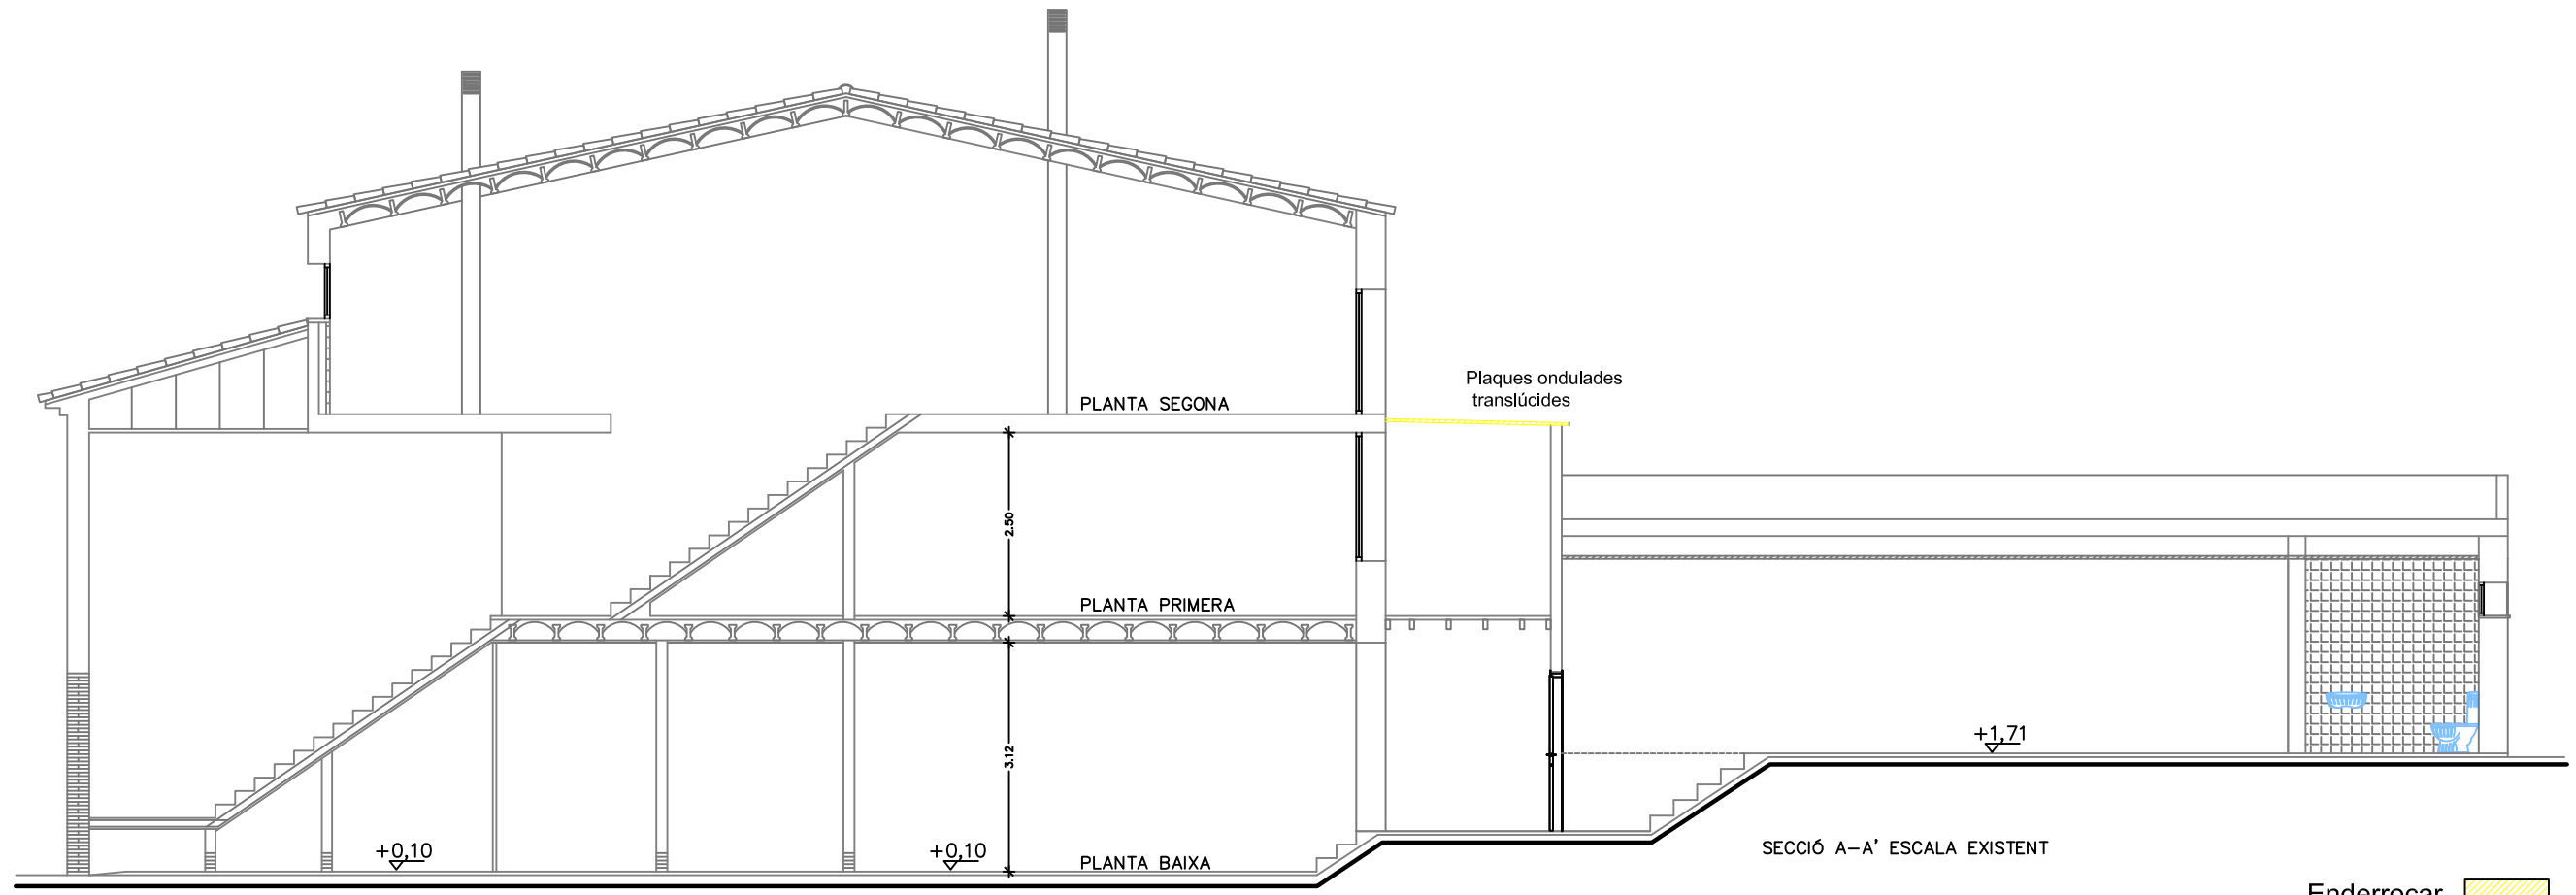 Plaques ondulades
translúcides
PLANTA SEGONA
2.50
PLANTA PRIMERA
+1,71
3.12
SECCIÓ A-A' ESCALA EXISTENT
+0,10
+0,10
PLANTA BAIXA
Enderrocar